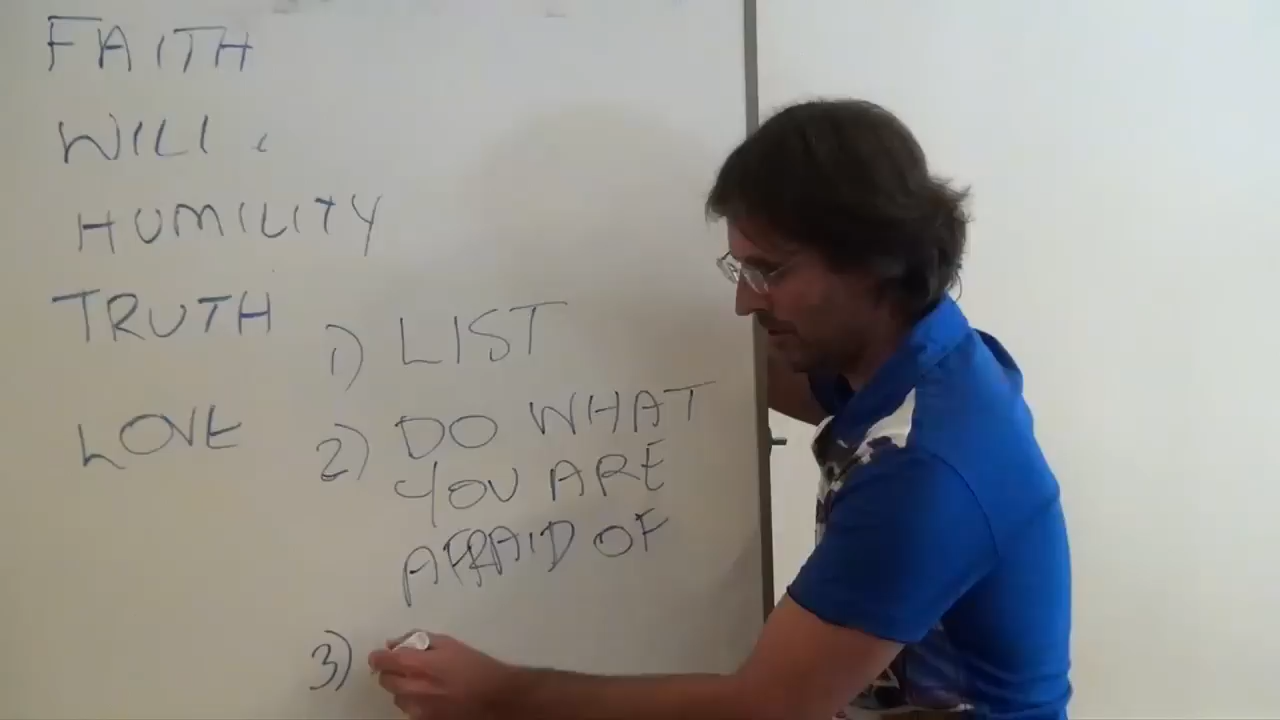 FAITH
WILL
HUMILITY
TRUTH
LOVE
1) LIST
2) DO WHAT
YOU ARE
AFRAID OF
3)